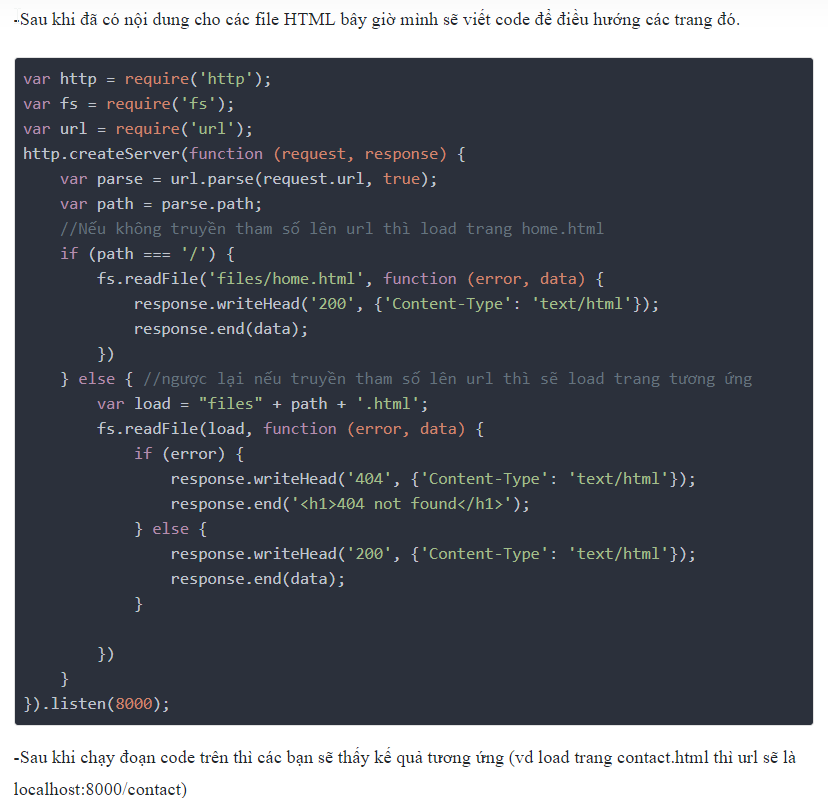 -Sau khi đã có nội dung cho các file HTML bây giờ mình sẽ viết code để điều hướng các trang đó.
var http = require('http');
var fs = require('fs');
var url = require('url');
http.createServer(function (request, response) {
    var parse = url.parse(request.url, true);
    var path = parse.path;
    //Nếu không truyền tham số lên url thì load trang home.html
    if (path === '/') {
        fs.readFile('files/home.html', function (error, data) {
            response.writeHead('200', {'Content-Type': 'text/html'});
            response.end(data);
        })
    } else { //ngược lại nếu truyền tham số lên url thì sẽ load trang tương ứng
        var load = "files" + path + '.html';
        fs.readFile(load, function (error, data) {
            if (error) {
                response.writeHead('404', {'Content-Type': 'text/html'});
                response.end('<h1>404 not found</h1>');
            } else {
                response.writeHead('200', {'Content-Type': 'text/html'});
                response.end(data);
            }
        })
    }
}).listen(8000);
-Sau khi chạy đoạn code trên thì các bạn sẽ thấy kế quả tương ứng (vd load trang contact.html thì url sẽ là
localhost:8000/contact)